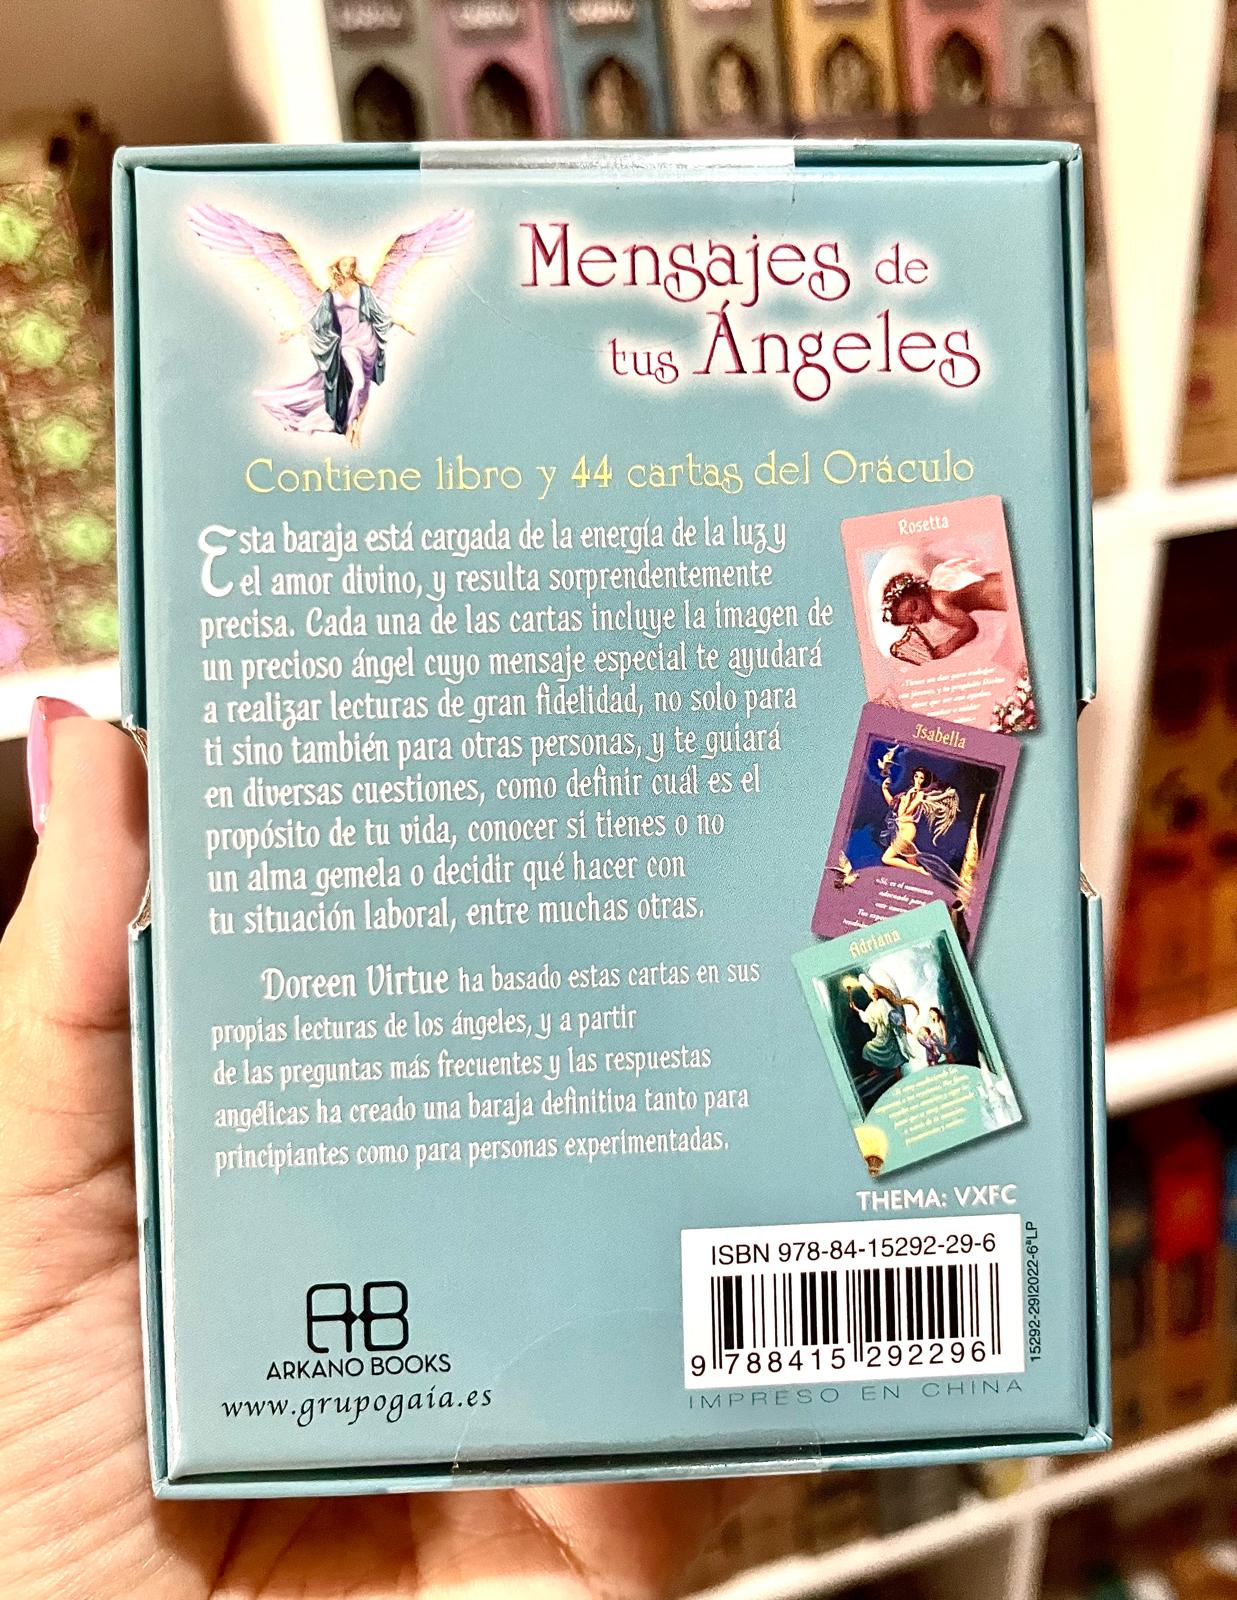 Mensajes de
tus Ángeles
Contiene libro y 44 cartas del Oráculo
Esta baraja está cargada de la energía de la luz y
el amor divino, y resulta sorprendentemente
precisa. Cada una de las cartas incluye la imagen de
un precioso ángel cuyo mensaje especial te ayudará
a realizar lecturas de gran fidelidad, no solo para
ti sino también para otras personas, y te guiará
en diversas cuestiones, como definir cuál es el
propósito de tu vida, conocer si tienes o no
un alma gemela o decidir qué hacer con
tu situación laboral, entre muchas otras.
Doreen Virtue ha basado estas cartas en sus
propias lecturas de los ángeles, y a partir
de las preguntas más frecuentes y las respuestas
angélicas ha creado una baraja definitiva tanto para
principiantes como para personas experimentadas.
Rosetta
Isabella
«Sí, es el momento
Adriana
THEMA: VXFC
ISBN 978-84-15292-29-6
9 788415 292296
15292-29|2022-6ªLP
IMPRESO EN CHINA
AB
ARKANO BOOKS
www.grupogaia.es